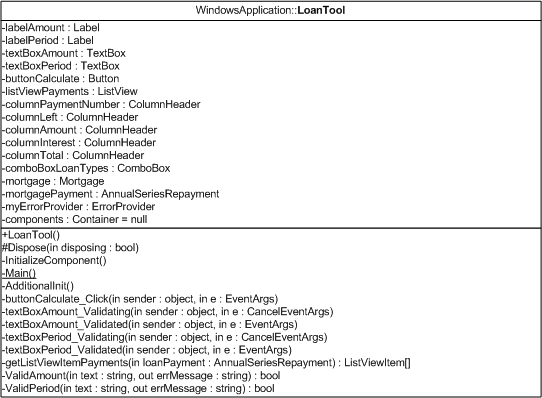 WindowsApplication::LoanTool
-labelAmount : Label
-labelPeriod : Label
-textBoxAmount : TextBox
-textBoxPeriod : TextBox
-buttonCalculate : Button
-listViewPayments : ListView
-columnPaymentNumber : ColumnHeader
-columnLeft : ColumnHeader
-columnAmount : ColumnHeader
-columnInterest : ColumnHeader
-columnTotal : ColumnHeader
-comboBoxLoanTypes : ComboBox
-mortgage : Mortgage
-mortgagePayment : AnnualSeriesRepayment
-myErrorProvider : ErrorProvider
-components : Container = null
+LoanTool()
#Dispose(in disposing : bool)
-InitializeComponent()
-Main()
-AdditionalInit()
-buttonCalculate_Click(in sender : object, in e : EventArgs)
-textBoxAmount_Validating(in sender : object, in e : CancelEventArgs)
-textBoxAmount_Validated(in sender : object, in e : EventArgs)
-textBoxPeriod_Validating(in sender : object, in e : CancelEventArgs)
-textBoxPeriod_Validated(in sender : object, in e : EventArgs)
-getListViewItemPayments(in loanPayment : AnnualSeriesRepayment) : ListViewItem[]
-ValidAmount(in text : string, out errMessage : string) : bool
-ValidPeriod(in text : string, out errMessage : string) : bool